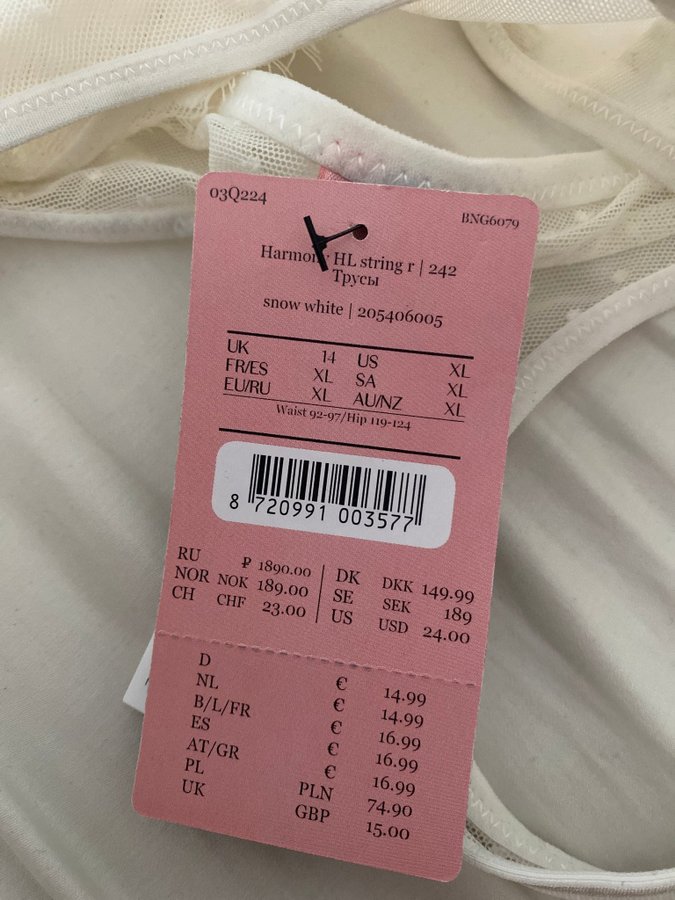 03Q224
BNG6079
HL string r | 242
Трусы
snow white | 205406005
UK 14 US XL
FR/ES XL SA XL
EU/RU XL AU/NZ XL
Waist 92-97/Hip 119-124
8 720991 003577
RU ₽ 1890.00 DK DKK 149.99
NOR NOK 189.00 SE SEK 189
CH CHF 23.00 US USD 24.00
D € 14.99
NL € 14.99
B/L/FR € 16.99
ES € 16.99
AT/GR € 16.99
PL PLN 74.90
UK GBP 15.00